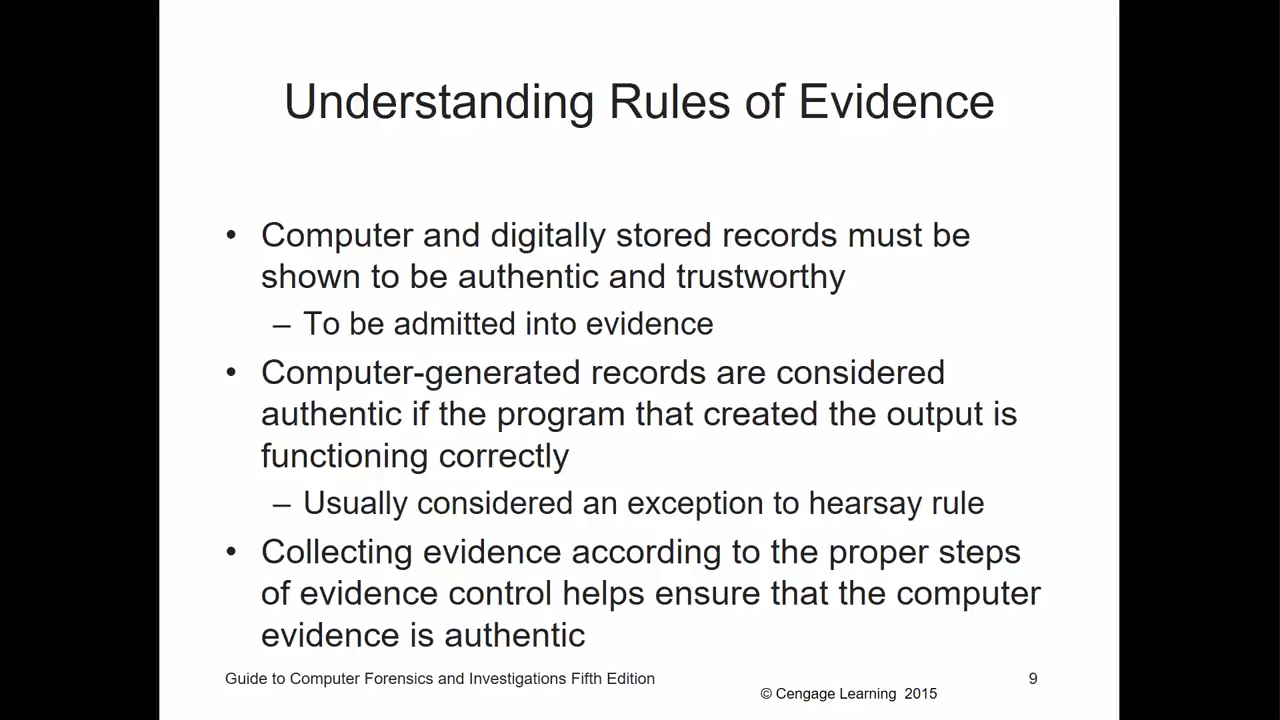 Understanding Rules of Evidence
• Computer and digitally stored records must be
shown to be authentic and trustworthy
– To be admitted into evidence
• Computer-generated records are considered
authentic if the program that created the output is
functioning correctly
– Usually considered an exception to hearsay rule
• Collecting evidence according to the proper steps
of evidence control helps ensure that the computer
evidence is authentic
Guide to Computer Forensics and Investigations Fifth Edition
© Cengage Learning 2015
9